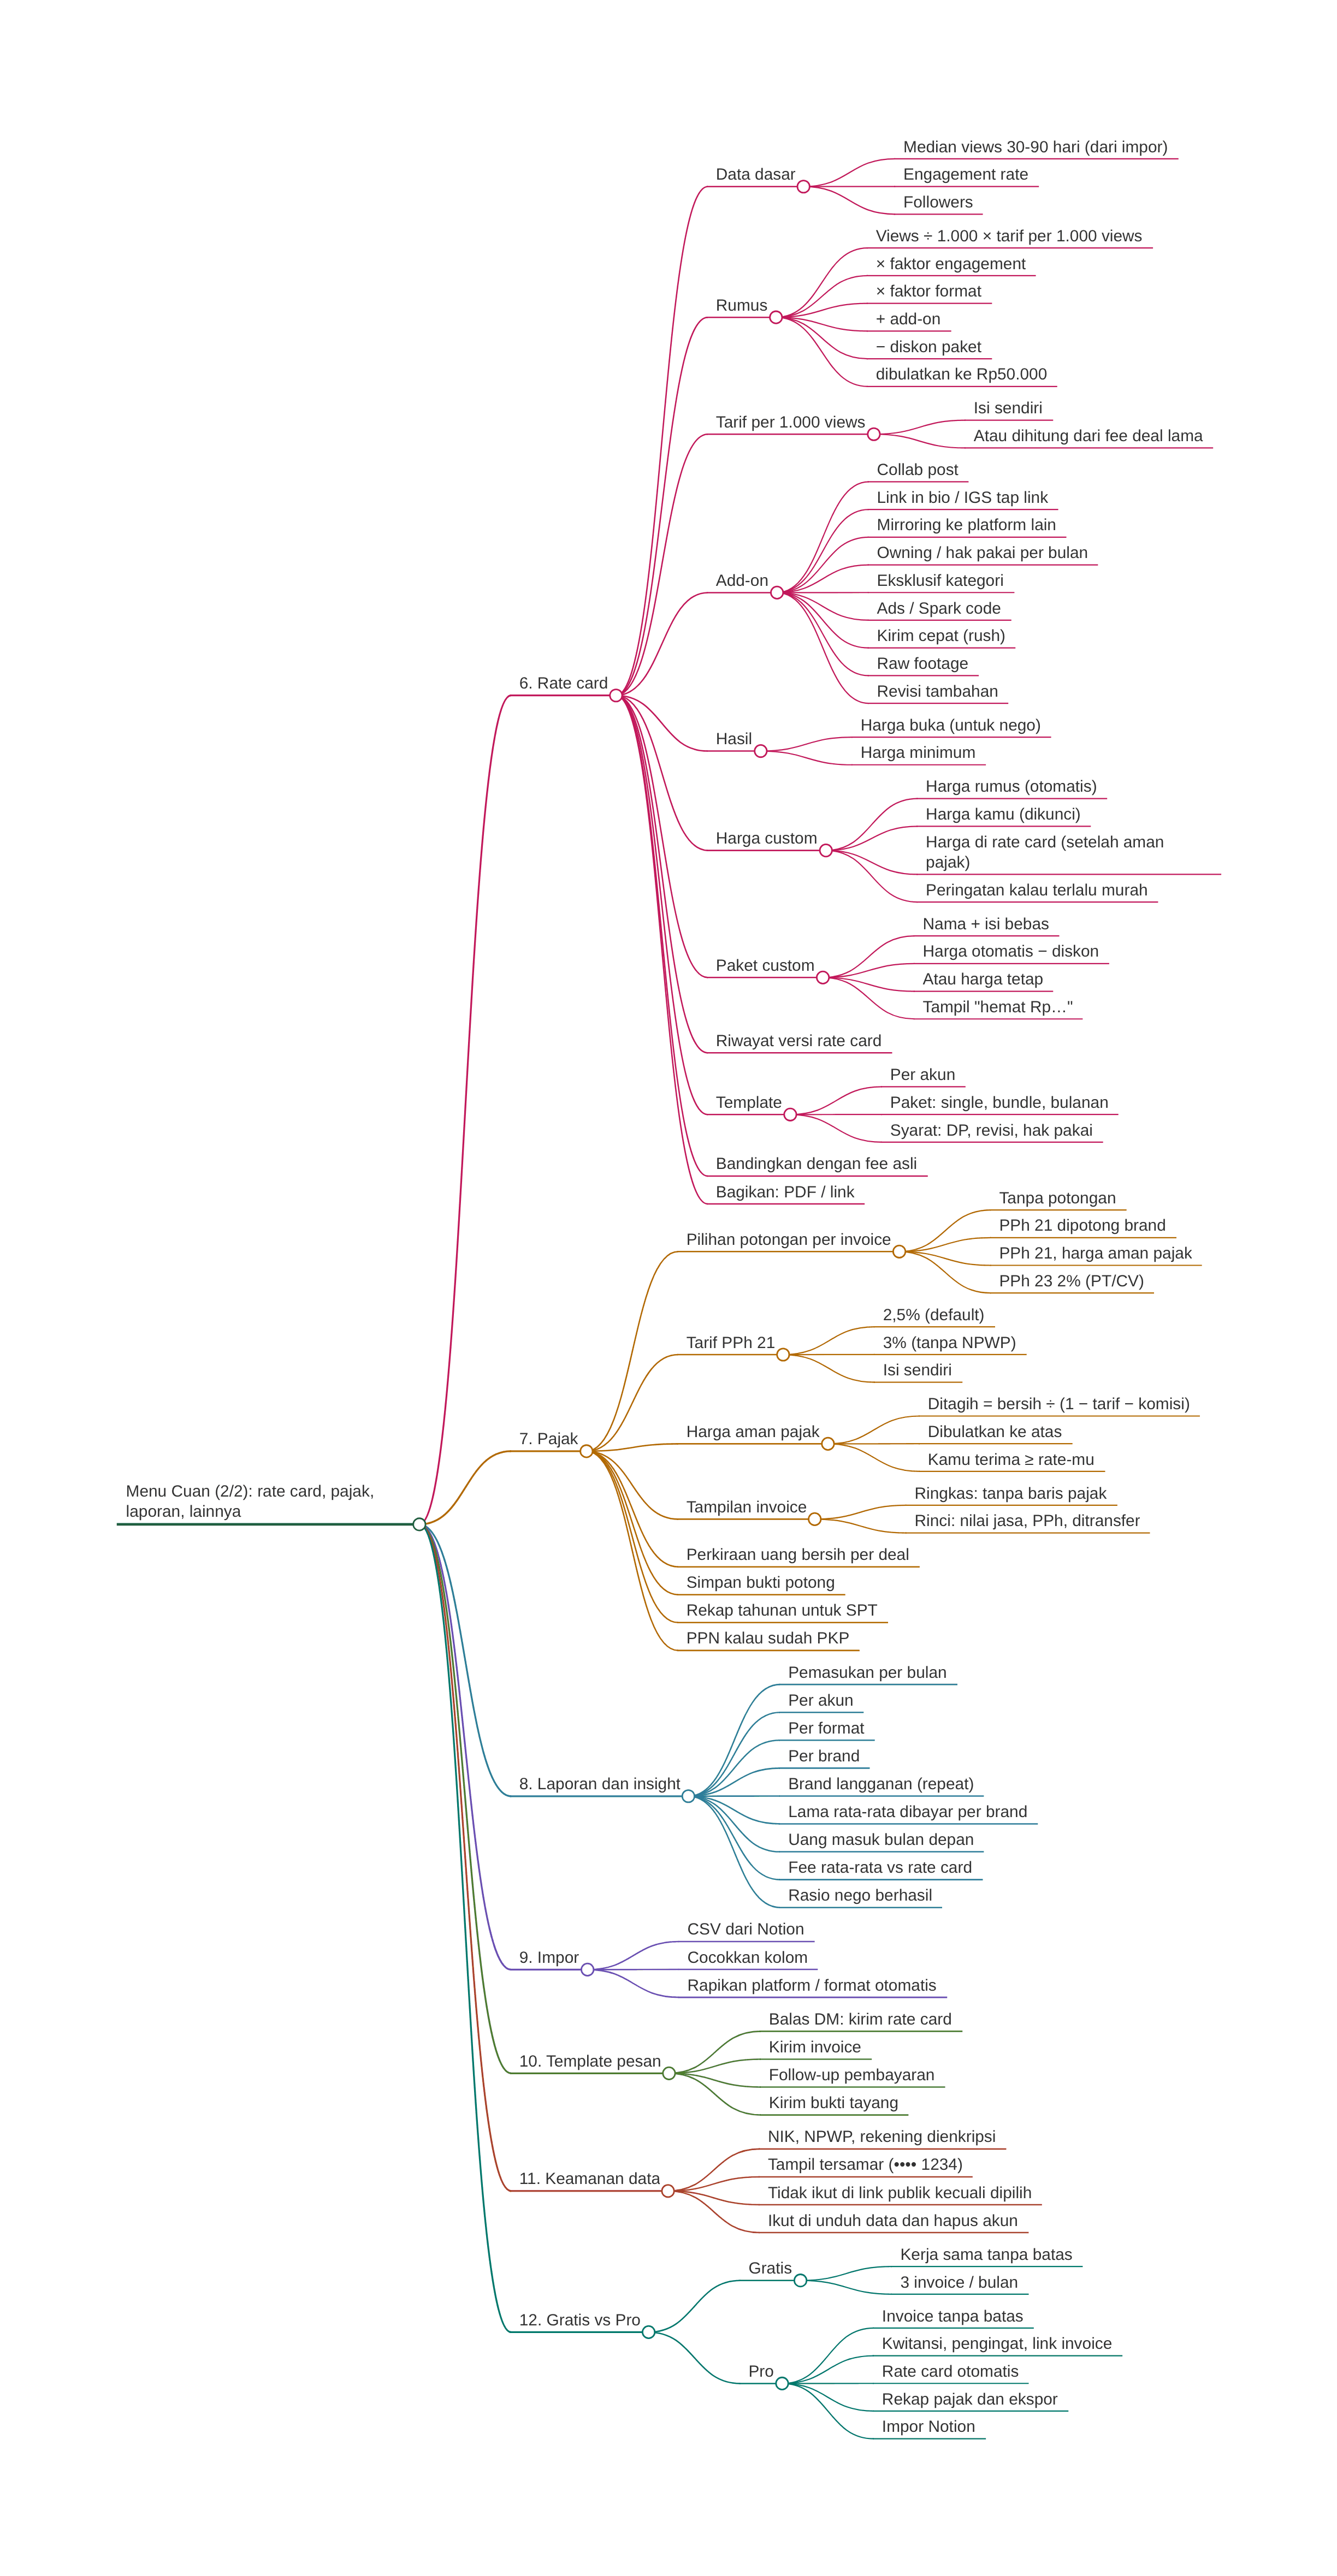 Menu Cuan (2/2): rate card, pajak,
laporan, lainnya
6. Rate card
Data dasar
Median views 30-90 hari (dari impor)
Engagement rate
Followers
Rumus
Views ÷ 1.000 × tarif per 1.000 views
× faktor engagement
× faktor format
+ add-on
− diskon paket
dibulatkan ke Rp50.000
Tarif per 1.000 views
Isi sendiri
Atau dihitung dari fee deal lama
Add-on
Collab post
Link in bio / IGS tap link
Mirroring ke platform lain
Owning / hak pakai per bulan
Eksklusif kategori
Ads / Spark code
Kirim cepat (rush)
Raw footage
Revisi tambahan
Hasil
Harga buka (untuk nego)
Harga minimum
Harga custom
Harga rumus (otomatis)
Harga kamu (dikunci)
Harga di rate card (setelah aman
pajak)
Peringatan kalau terlalu murah
Paket custom
Nama + isi bebas
Harga otomatis − diskon
Atau harga tetap
Tampil "hemat Rp…"
Riwayat versi rate card
Template
Per akun
Paket: single, bundle, bulanan
Syarat: DP, revisi, hak pakai
Bandingkan dengan fee asli
Bagikan: PDF / link
7. Pajak
Pilihan potongan per invoice
Tanpa potongan
PPh 21 dipotong brand
PPh 21, harga aman pajak
PPh 23 2% (PT/CV)
Tarif PPh 21
2,5% (default)
3% (tanpa NPWP)
Isi sendiri
Harga aman pajak
Ditagih = bersih ÷ (1 − tarif − komisi)
Dibulatkan ke atas
Kamu terima ≥ rate-mu
Tampilan invoice
Ringkas: tanpa baris pajak
Rinci: nilai jasa, PPh, ditransfer
Perkiraan uang bersih per deal
Simpan bukti potong
Rekap tahunan untuk SPT
PPN kalau sudah PKP
8. Laporan dan insight
Pemasukan per bulan
Per akun
Per format
Per brand
Brand langganan (repeat)
Lama rata-rata dibayar per brand
Uang masuk bulan depan
Fee rata-rata vs rate card
Rasio nego berhasil
9. Impor
CSV dari Notion
Cocokkan kolom
Rapikan platform / format otomatis
10. Template pesan
Balas DM: kirim rate card
Kirim invoice
Follow-up pembayaran
Kirim bukti tayang
11. Keamanan data
NIK, NPWP, rekening dienkripsi
Tampil tersamar (•••• 1234)
Tidak ikut di link publik kecuali dipilih
Ikut di unduh data dan hapus akun
12. Gratis vs Pro
Gratis
Kerja sama tanpa batas
3 invoice / bulan
Pro
Invoice tanpa batas
Kwitansi, pengingat, link invoice
Rate card otomatis
Rekap pajak dan ekspor
Impor Notion